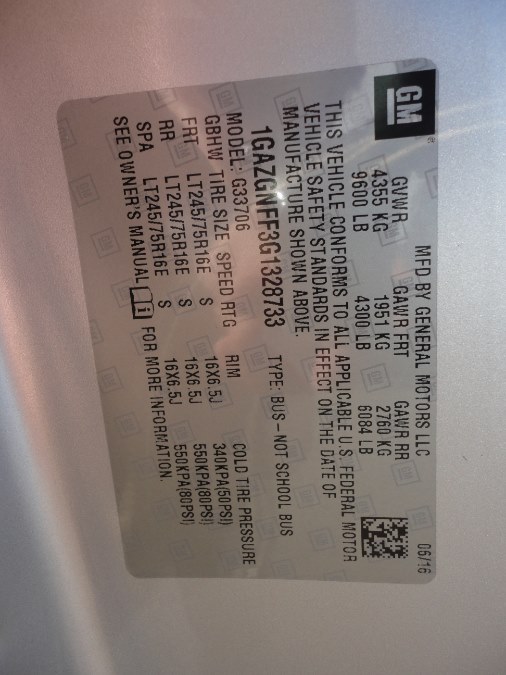 GM
MFD BY GENERAL MOTORS LLC 06/16
GVWR GAWR FRT GAWR RR
4355 KG 1951 KG 2760 KG
9600 LB 4300 LB 6084 LB
THIS VEHICLE CONFORMS TO ALL APPLICABLE U.S. FEDERAL MOTOR
VEHICLE SAFETY STANDARDS IN EFFECT ON THE DATE OF
MANUFACTURE SHOWN ABOVE.
1GAZGNFF3G1328733 TYPE: BUS – NOT SCHOOL BUS
MODEL: G33706
GBHW TIRE SIZE SPEED RTG RIM COLD TIRE PRESSURE
FRT LT245/75R16E S 16X6.5J 340KPA(50PSI)
RR LT245/75R16E S 16X6.5J 550KPA(80PSI)
SPA LT245/75R16E S 16X6.5J 550KPA(80PSI)
SEE OWNER'S MANUAL i FOR MORE INFORMATION.